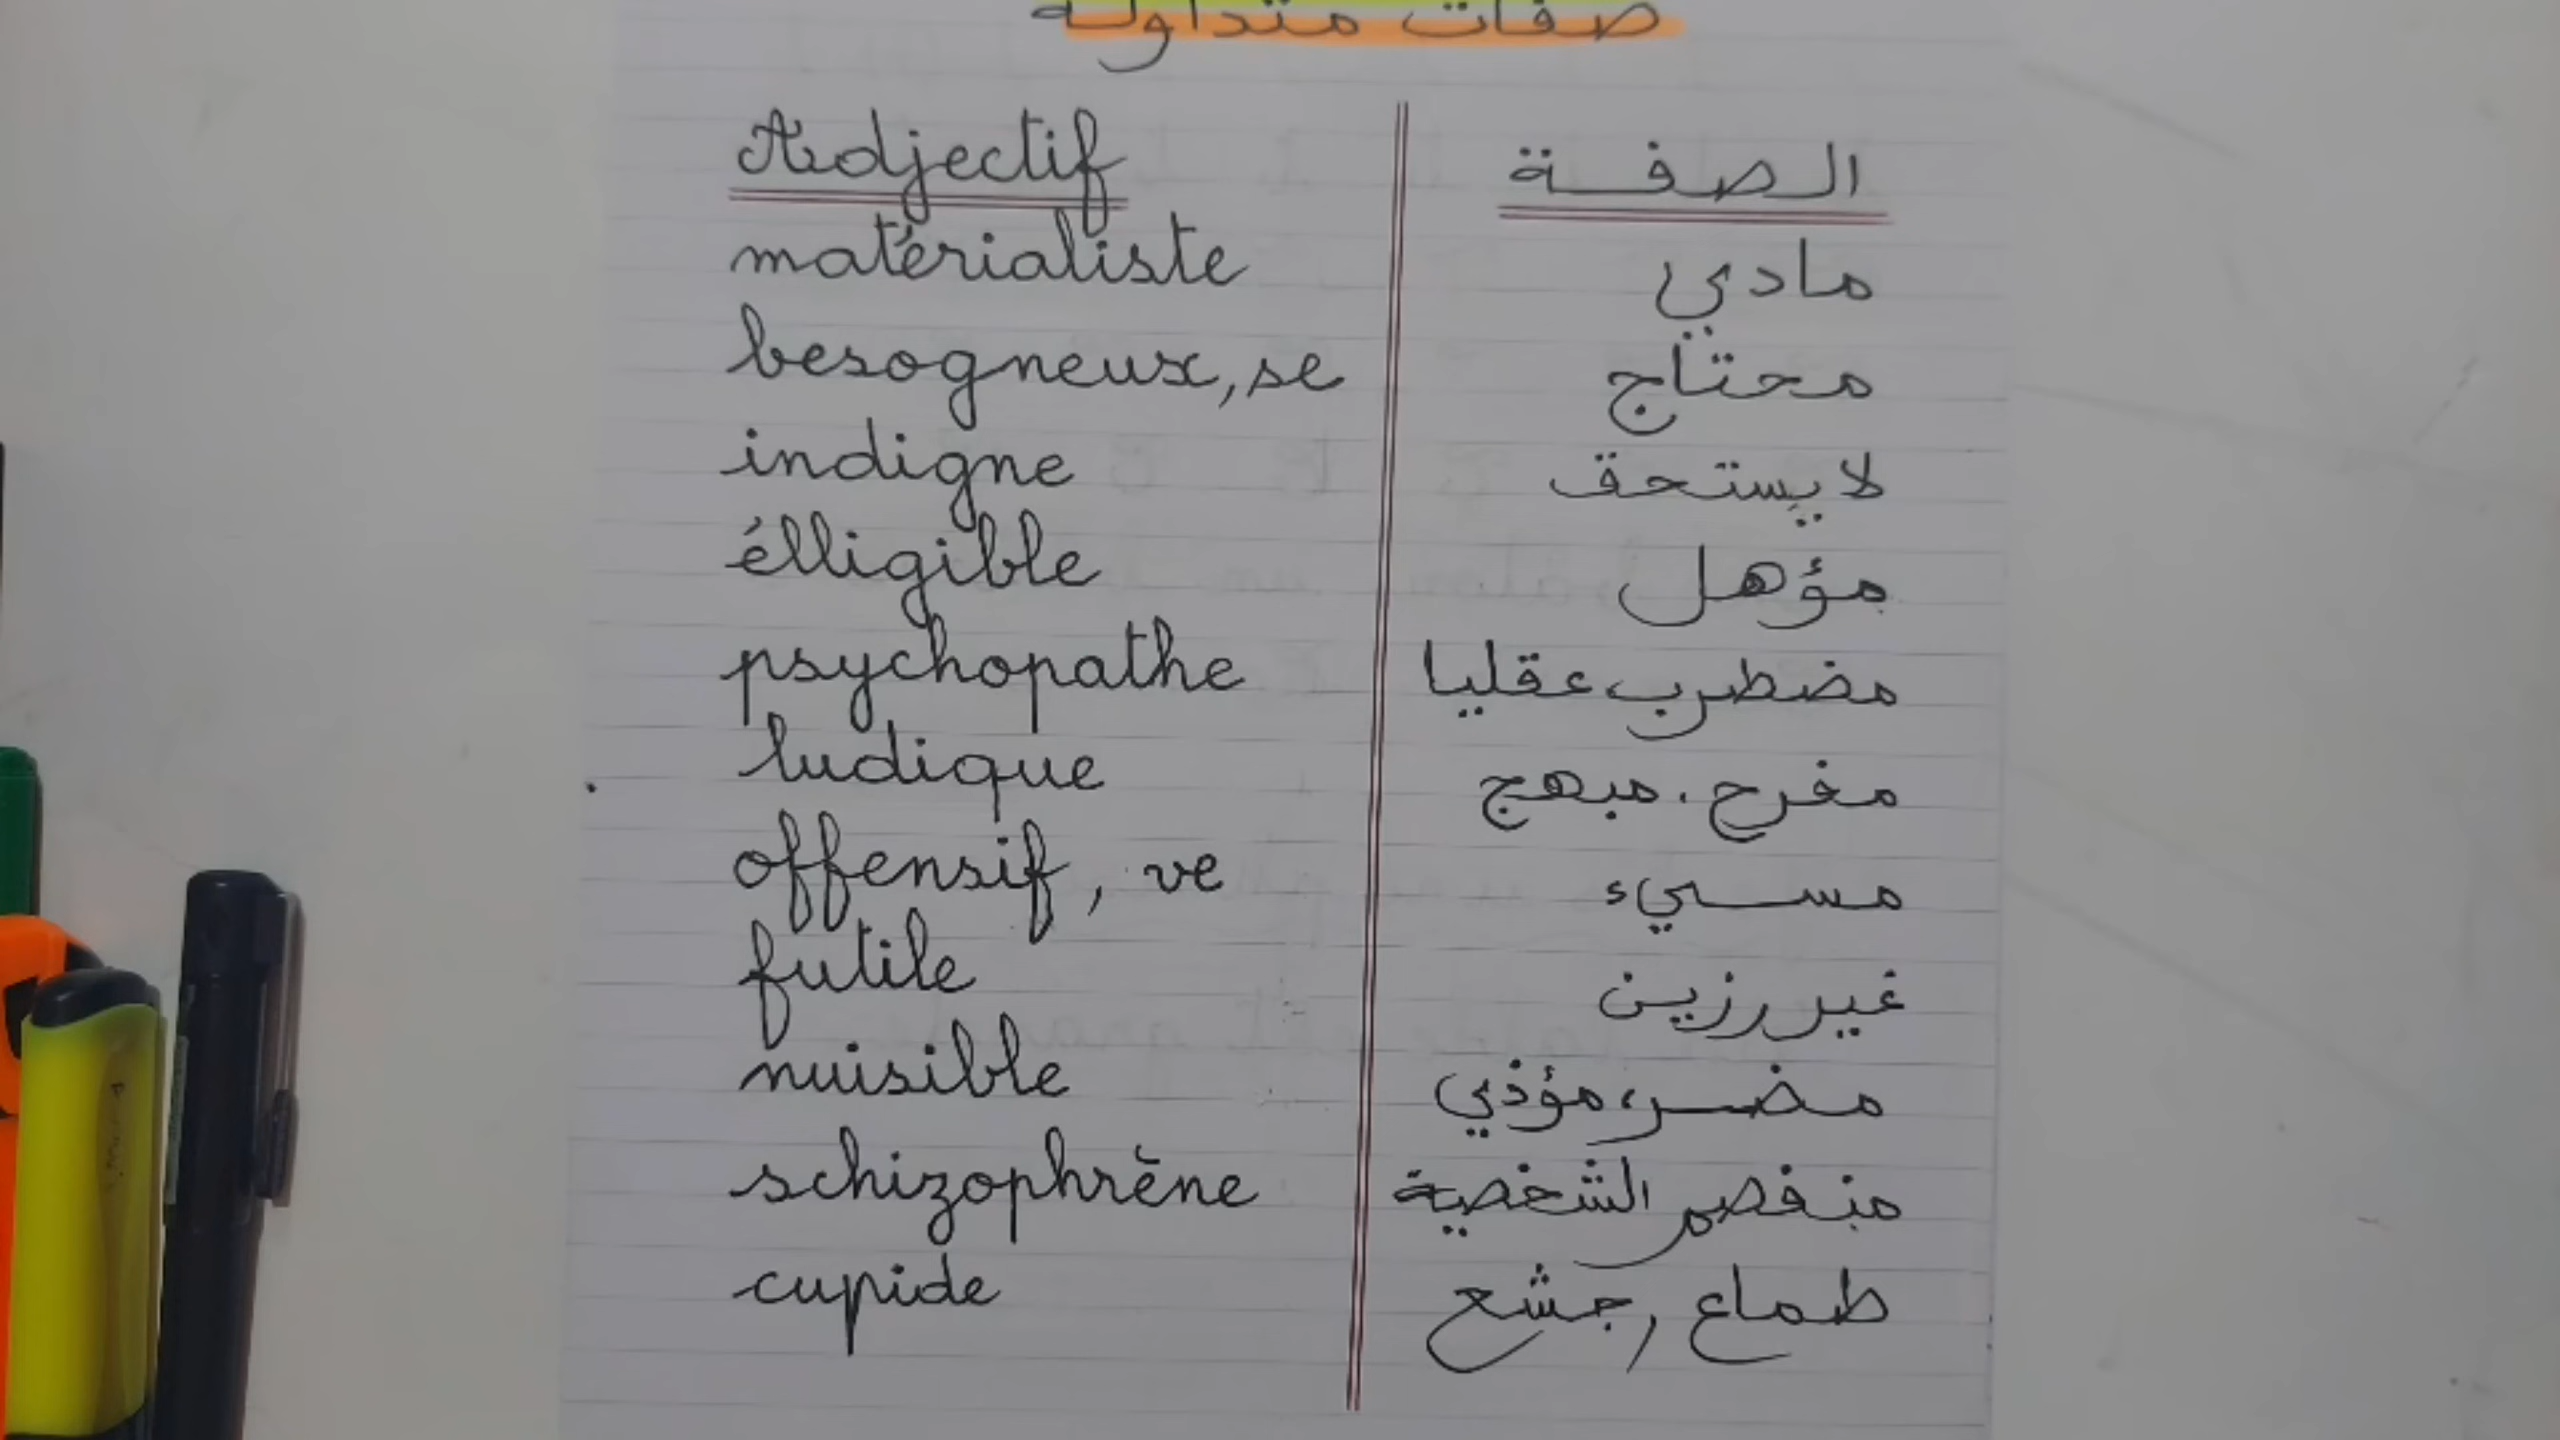 صفات متداولة
Adjectif الصفة
matérialiste مادي
besogneux, se محتاج
indigne لا يستحق
élligible مؤهل
psychopathe مضطرب عقليا
ludique مفرح . مبهج
offensif, ve مسيء
futile غير رزين
nuisible مضر، مؤذي
schizophrène منفصم الشخصية
cupide طماع , جشع